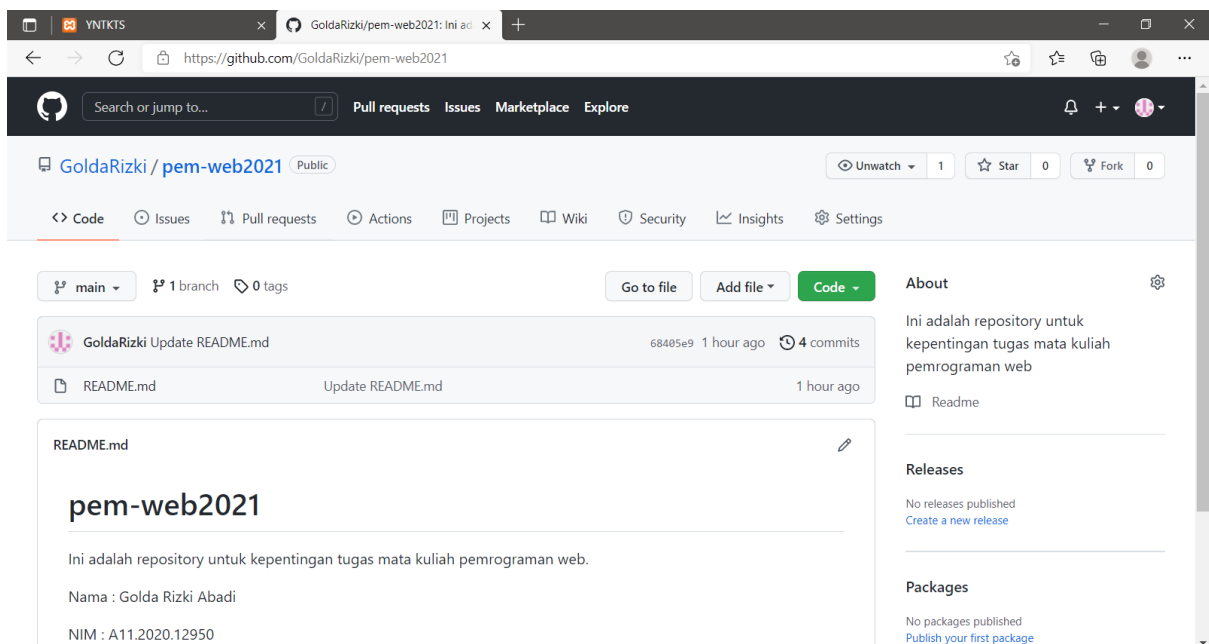 YNTKTS
GoldaRizki/pem-web2021: Ini ad
https://github.com/GoldaRizki/pem-web2021
Search or jump to... / Pull requests Issues Marketplace Explore
GoldaRizki / pem-web2021 Public Unwatch 1 Star 0 Fork 0
Code Issues Pull requests Actions Projects Wiki Security Insights Settings
main 1 branch 0 tags Go to file Add file Code
GoldaRizki Update README.md 68405e9 1 hour ago 4 commits
README.md Update README.md 1 hour ago
README.md
pem-web2021
Ini adalah repository untuk kepentingan tugas mata kuliah pemrograman web.
Nama : Golda Rizki Abadi
NIM : A11.2020.12950
About
Ini adalah repository untuk
kepentingan tugas mata kuliah
pemrograman web
Readme
Releases
No releases published
Create a new release
Packages
No packages published
Publish your first package